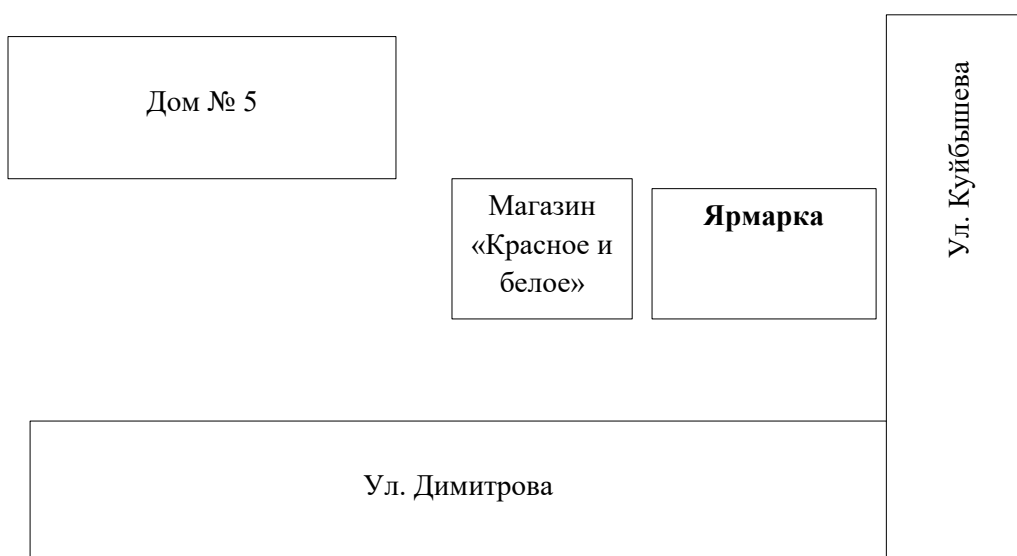 Дом № 5
Магазин
«Красное и
белое»
Ярмарка
Ул. Куйбышева
Ул. Димитрова